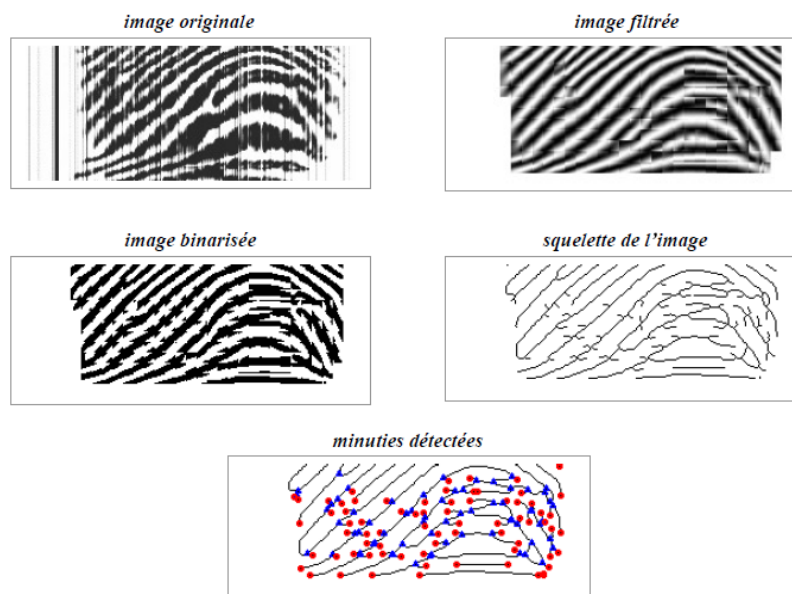 image originale
image filtrée
image binarisée
squelette de l'image
minuties détectées